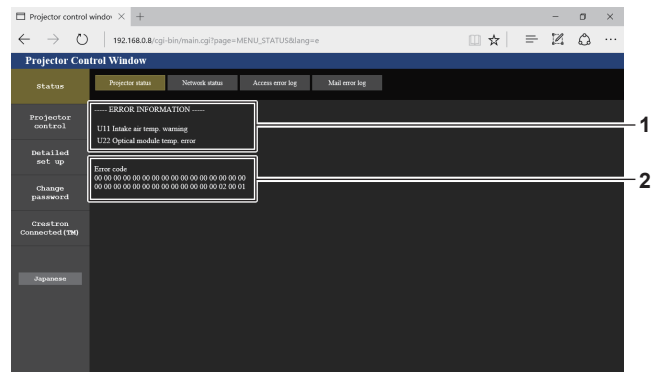 Projector control windov
192.168.0.8/cgi-bin/main.cgi?page=MENU_STATUS&lang=e
Projector Control Window
Status
Projector status
Network status
Access error log
Mail error log
Projector
control
Detailed
set up
Change
password
Crestron
Connected(TM)
Japanese
----- ERROR INFORMATION -----
U11 Intake air temp. warning
U22 Optical module temp. error
1
Error code
00 00 00 00 00 00 00 00 00 00 00 00 00 00 00 00
00 00 00 00 00 00 00 00 00 00 00 00 00 02 00 01
2